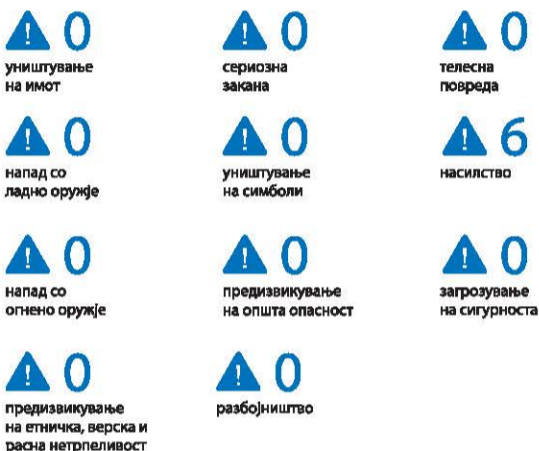 0
уништување
на имот
0
сериозна
закана
0
телесна
повреда
0
напад со
ладно оружје
0
уништување
на симболи
6
насилство
0
напад со
огнено оружје
0
предизвикување
на општа опасност
0
загрозување
на сигурноста
0
предизвикување
на етничка, верска и
расна нетрпеливост
0
разбојништво